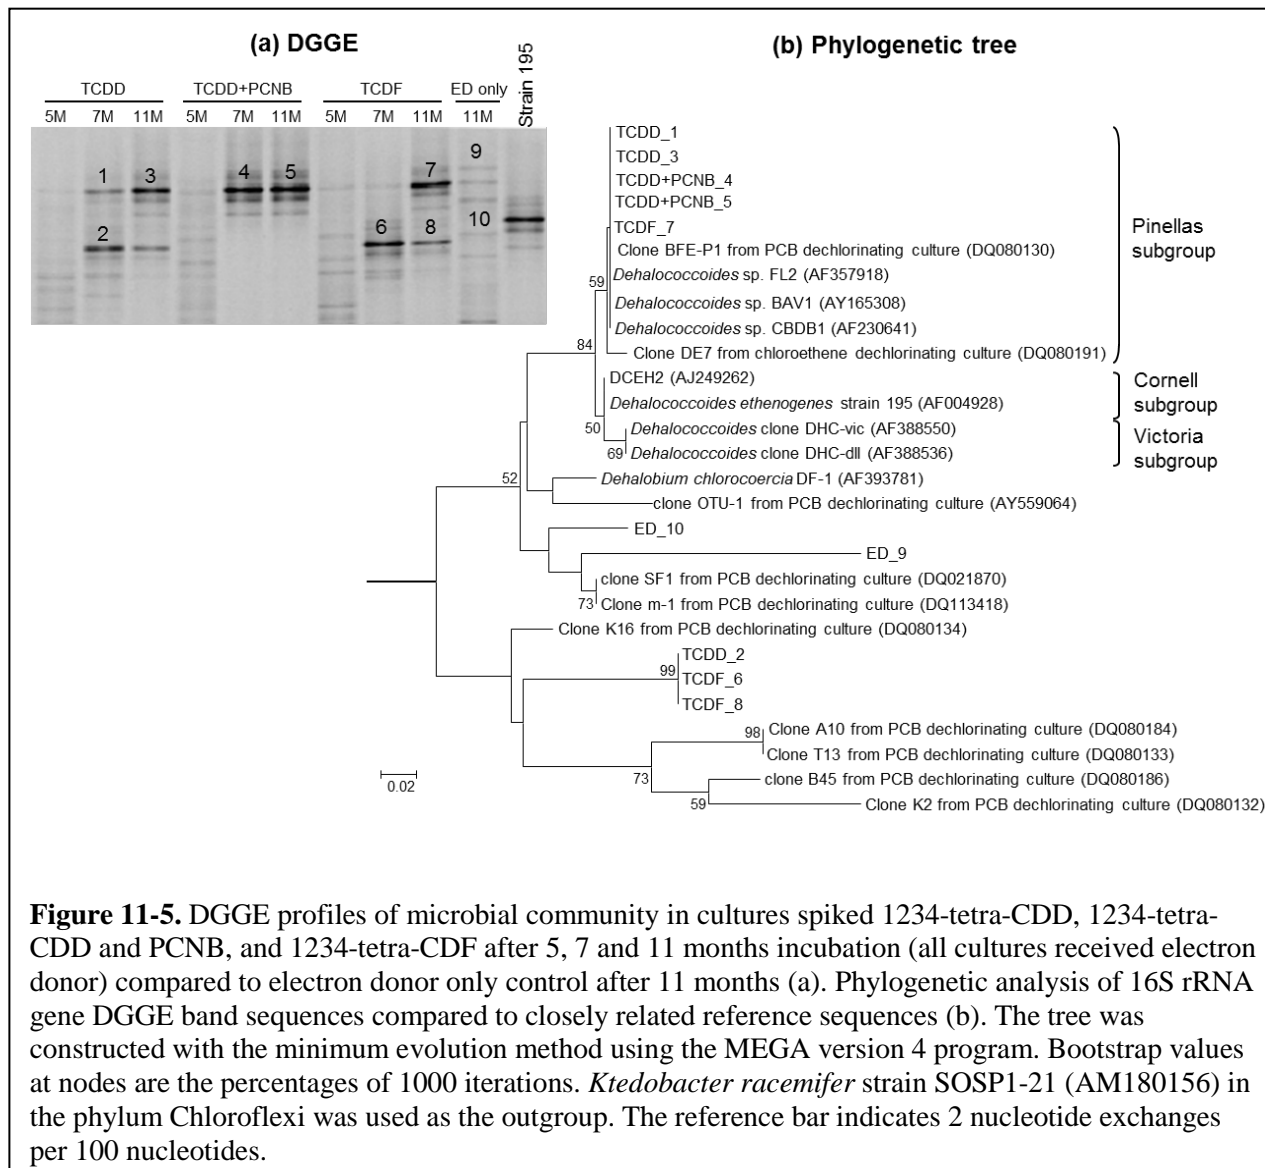 (a) DGGE
(b) Phylogenetic tree
TCDD
TCDD+PCNB
TCDF
ED only
Strain 195
5M
7M
11M
5M
7M
11M
5M
7M
11M
11M
1
3
4
5
7
9
2
6
8
10
TCDD_1
TCDD_3
TCDD+PCNB_4
TCDD+PCNB_5
TCDF_7
Clone BFE-P1 from PCB dechlorinating culture (DQ080130)
Dehalococcoides sp. FL2 (AF357918)
59
Dehalococcoides sp. BAV1 (AY165308)
Dehalococcoides sp. CBDB1 (AF230641)
84
Clone DE7 from chloroethene dechlorinating culture (DQ080191)
Pinellas
subgroup
DCEH2 (AJ249262)
Dehalococcoides ethenogenes strain 195 (AF004928)
Cornell
subgroup
50
Dehalococcoides clone DHC-vic (AF388550)
69
Dehalococcoides clone DHC-dll (AF388536)
Victoria
subgroup
52
Dehalobium chlorocoercia DF-1 (AF393781)
clone OTU-1 from PCB dechlorinating culture (AY559064)
ED_10
ED_9
clone SF1 from PCB dechlorinating culture (DQ021870)
73
Clone m-1 from PCB dechlorinating culture (DQ113418)
Clone K16 from PCB dechlorinating culture (DQ080134)
TCDD_2
99
TCDF_6
TCDF_8
Clone A10 from PCB dechlorinating culture (DQ080184)
98
Clone T13 from PCB dechlorinating culture (DQ080133)
73
clone B45 from PCB dechlorinating culture (DQ080186)
59
Clone K2 from PCB dechlorinating culture (DQ080132)
0.02
Figure 11-5. DGGE profiles of microbial community in cultures spiked 1234-tetra-CDD, 1234-tetra-
CDD and PCNB, and 1234-tetra-CDF after 5, 7 and 11 months incubation (all cultures received electron
donor) compared to electron donor only control after 11 months (a). Phylogenetic analysis of 16S rRNA
gene DGGE band sequences compared to closely related reference sequences (b). The tree was
constructed with the minimum evolution method using the MEGA version 4 program. Bootstrap values
at nodes are the percentages of 1000 iterations. Ktedobacter racemifer strain SOSP1-21 (AM180156) in
the phylum Chloroflexi was used as the outgroup. The reference bar indicates 2 nucleotide exchanges
per 100 nucleotides.